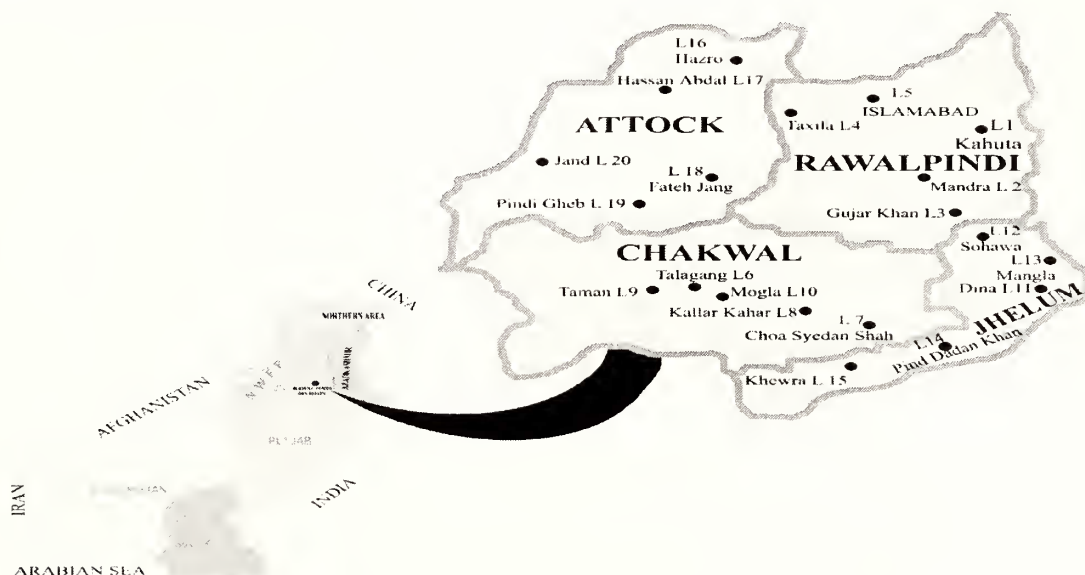 L16
Hazro
Hassan Abdal L17
ATTOCK
L5
ISLAMABAD
Taxila L4
L1
Kahuta
RAWALPINDI
Jand L 20
L 18
Fateh Jang
Mandra L 2
Pindi Gheb L 19
Gujar Khan L3
L12
Sohawa
CHAKWAL
L13
Mangla
Talagang L6
Taman L9
Mogla L10
Dina L11
JHELUM
Kallar Kahar L8
L 7
Choa Syedan Shah
L14
Pind Dadan Khan
Khewra L 15
CHINA
NORTHERN AREA
N W F P
AFGHANISTAN
PUNJAB
INDIA
IRAN
ARABIAN SEA